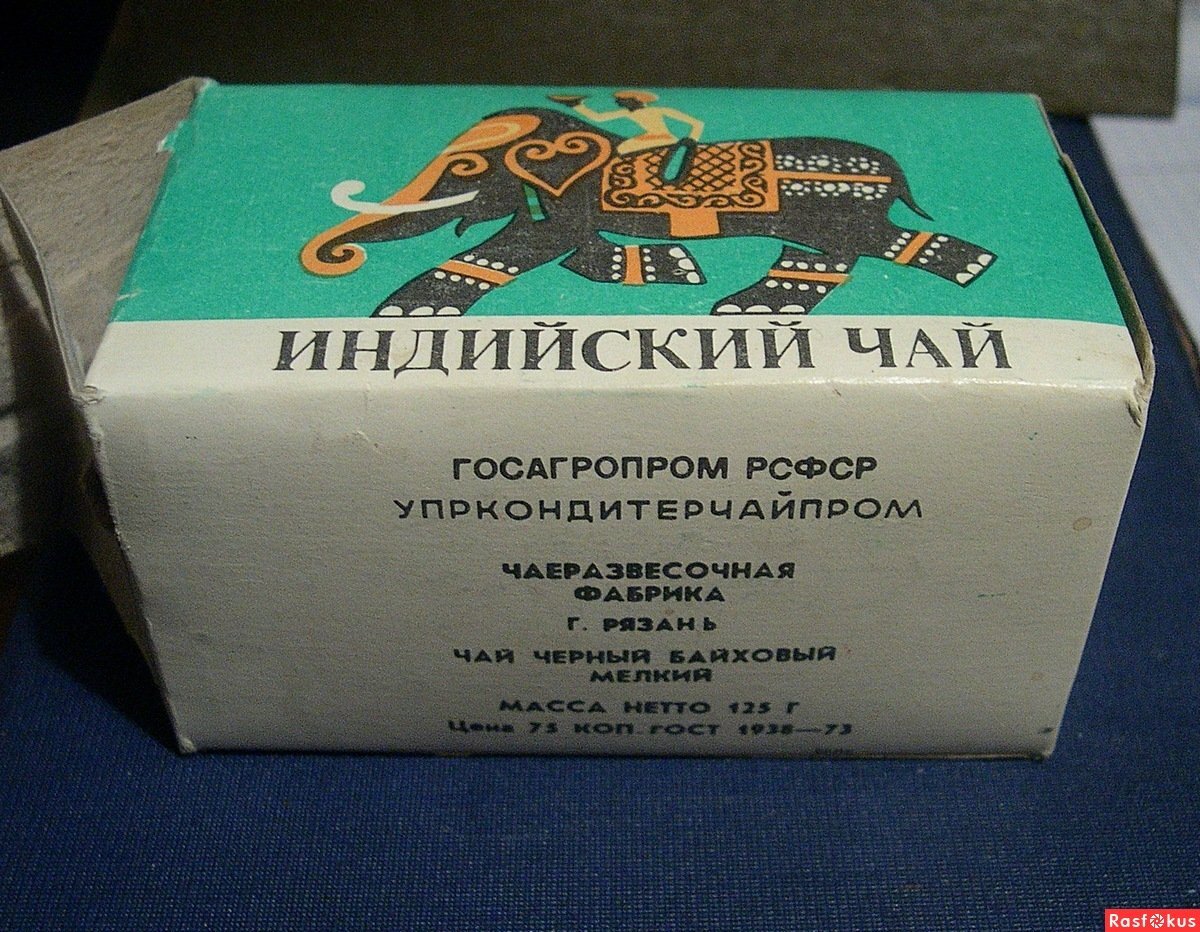 ИНДИЙСКИЙ ЧАЙ
ГОСАГРОПРОМ РСФСР
УПРКОНДИТЕРЧАЙПРОМ
ЧАЕРАЗВЕСОЧНАЯ
ФАБРИКА
Г. РЯЗАНЬ
ЧАЙ ЧЕРНЫЙ БАЙХОВЫЙ
МЕЛКИЙ
МАССА НЕТТО 125 Г
Цена 75 КОП. ГОСТ 1938—73
Rasfokus